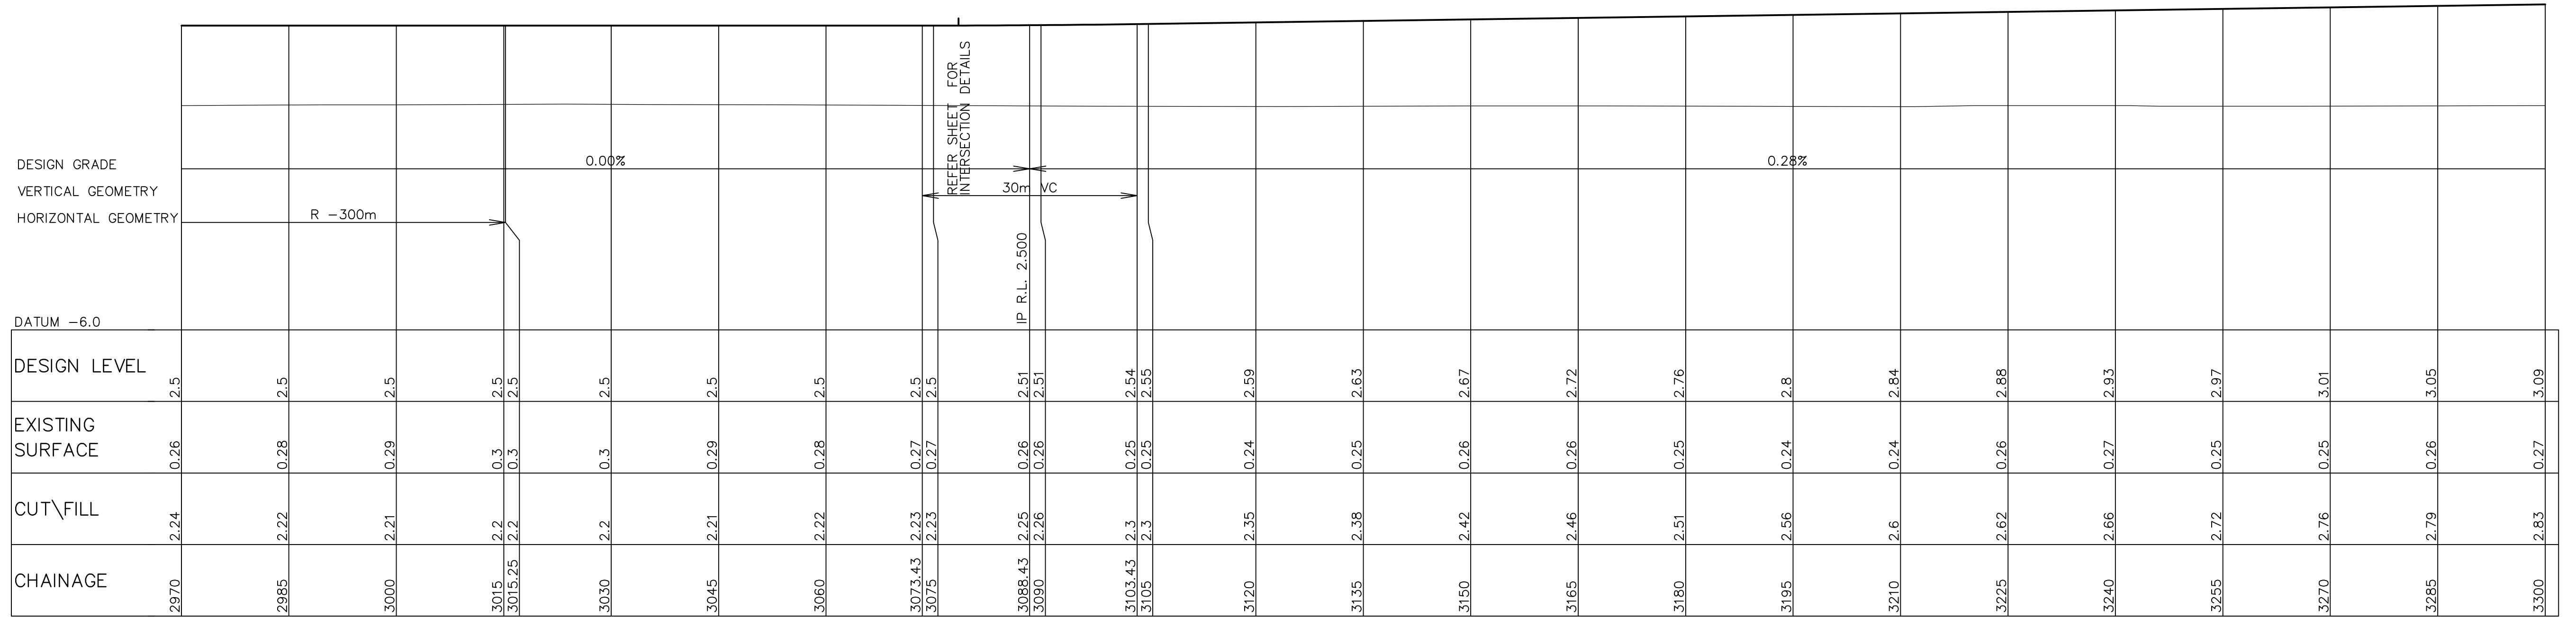 REFER SHEET FOR
INTERSECTION DETAILS
DESIGN GRADE 0.00% 0.28%
VERTICAL GEOMETRY 30m VC
HORIZONTAL GEOMETRY R -300m
IP R.L. 2.500
DATUM -6.0
DESIGN LEVEL 2.5 2.5 2.5 2.5 2.5 2.5 2.5 2.5 2.5 2.5 2.51 2.51 2.54 2.55 2.59 2.63 2.67 2.72 2.76 2.8 2.84 2.88 2.93 2.97 3.01 3.05 3.09
EXISTING
SURFACE 0.26 0.28 0.29 0.3 0.3 0.3 0.29 0.28 0.27 0.27 0.26 0.26 0.25 0.25 0.24 0.25 0.26 0.26 0.25 0.24 0.24 0.26 0.27 0.25 0.25 0.26 0.27
CUT\FILL 2.24 2.22 2.21 2.2 2.2 2.2 2.21 2.22 2.23 2.23 2.25 2.26 2.3 2.3 2.35 2.38 2.42 2.46 2.51 2.56 2.6 2.62 2.66 2.72 2.76 2.79 2.83
CHAINAGE 2970 2985 3000 3015 3015.25 3030 3045 3060 3073.43 3075 3088.43 3090 3103.43 3105 3120 3135 3150 3165 3180 3195 3210 3225 3240 3255 3270 3285 3300